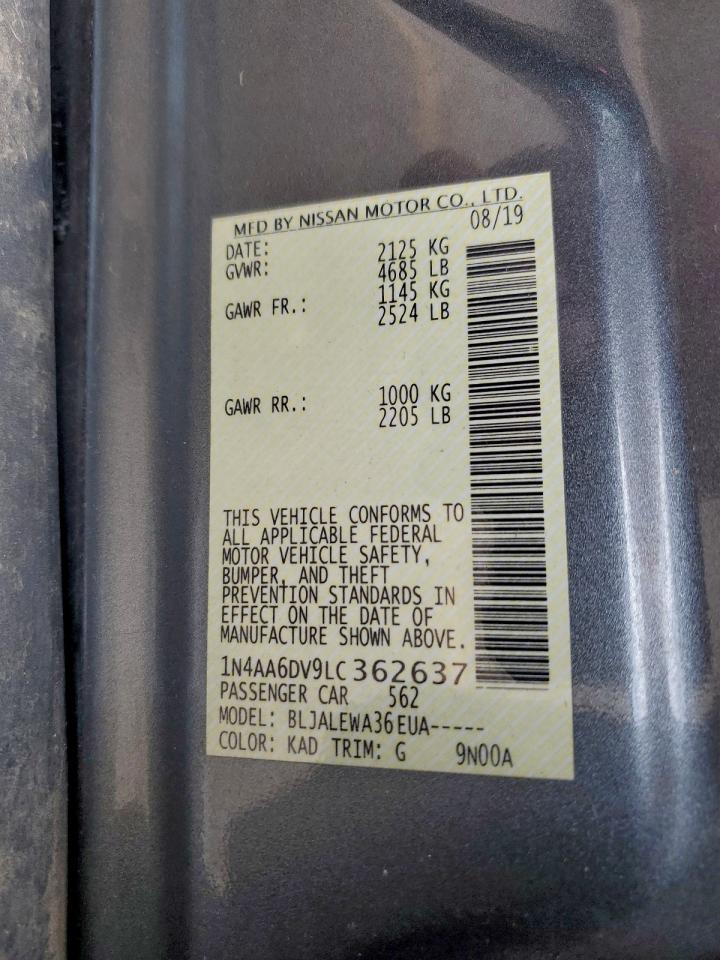 MFD BY NISSAN MOTOR CO., LTD.
DATE: 08/19
GVWR: 2125 KG
4685 LB
GAWR FR.: 1145 KG
2524 LB
GAWR RR.: 1000 KG
2205 LB
THIS VEHICLE CONFORMS TO
ALL APPLICABLE FEDERAL
MOTOR VEHICLE SAFETY,
BUMPER, AND THEFT
PREVENTION STANDARDS IN
EFFECT ON THE DATE OF
MANUFACTURE SHOWN ABOVE.
1N4AA6DV9LC362637
PASSENGER CAR 562
MODEL: BLJALEWA36EUA-----
COLOR: KAD TRIM: G 9N00A